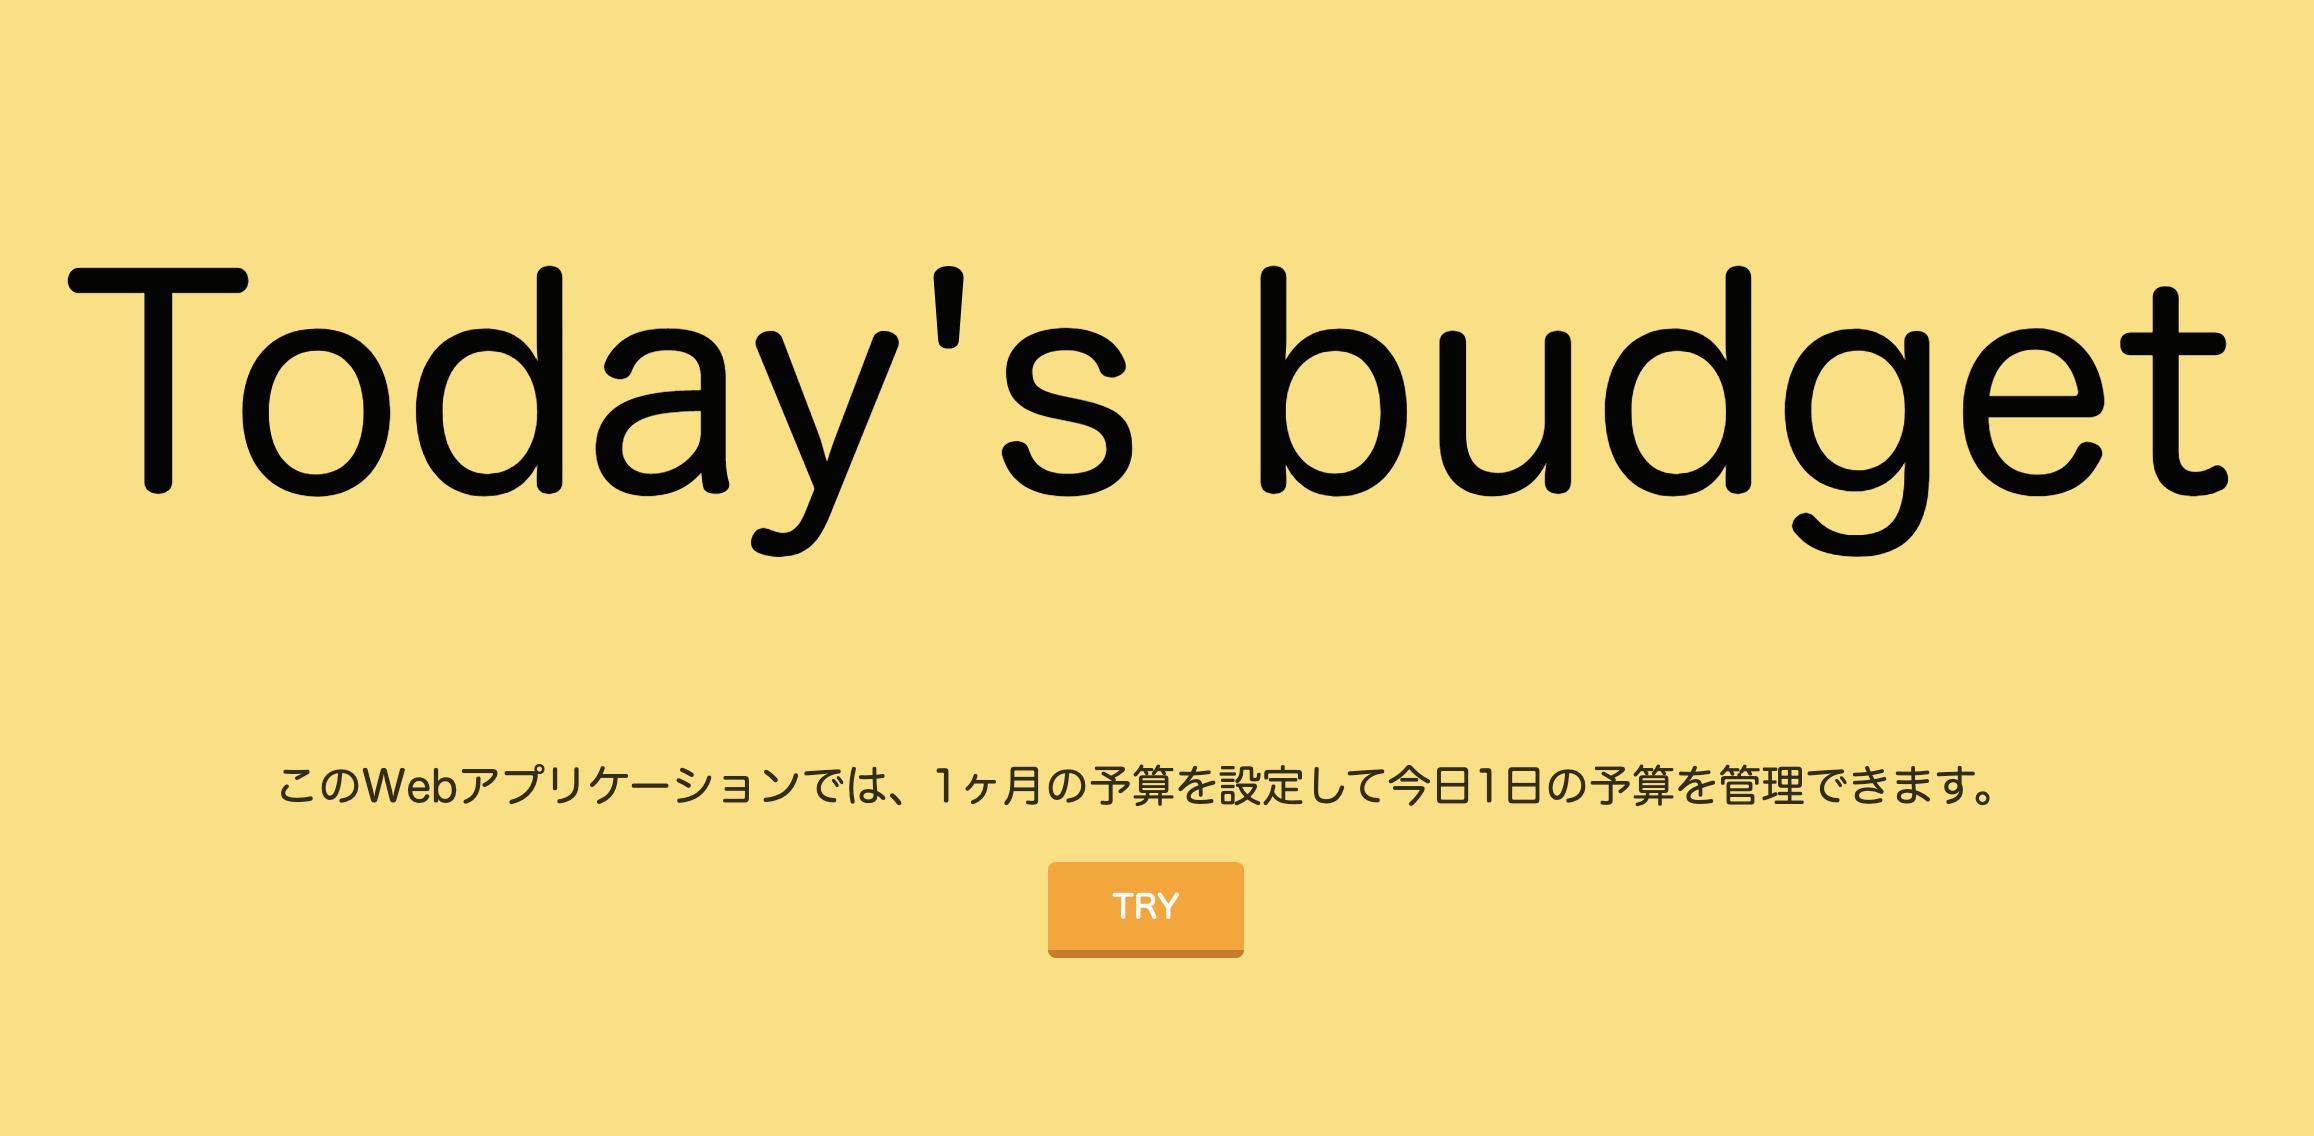 Today's budget
このWebアプリケーションでは、1ヶ月の予算を設定して今日1日の予算を管理できます。
TRY